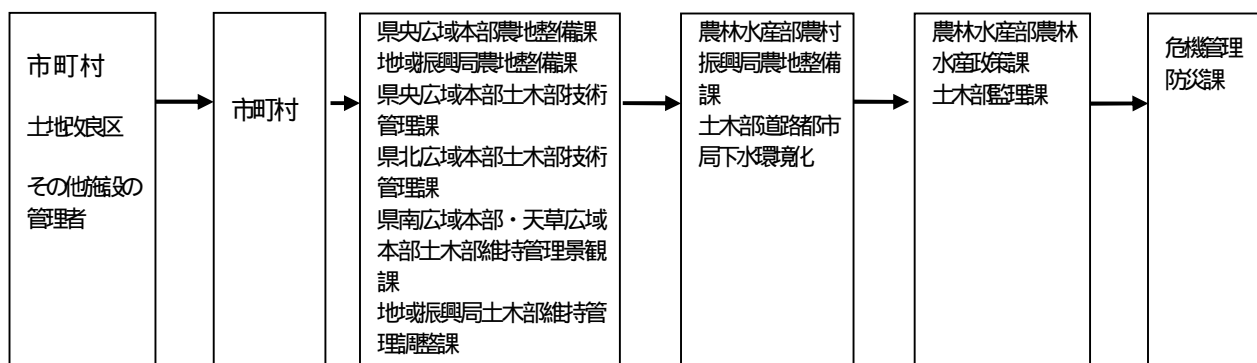 市町村
土地改良区
その他施設の
管理者
市町村
県央広域本部農地整備課
地域振興局農地整備課
県央広域本部土木部技術
管理課
県北広域本部土木部技術
管理課
県南広域本部・天草広域
本部土木部維持管理景観
課
地域振興局土木部維持管
理調整課
農林水産部農村
振興局農地整備
課
土木部道路都市
局下水環境化
農林水産部農林
水産政策課
土木部監理課
危機管理
防災課